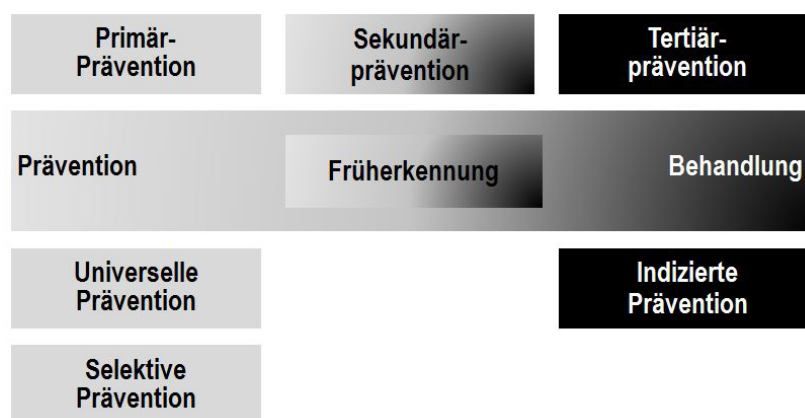 Primär-
Prävention
Sekundär-
prävention
Tertiär-
prävention
Prävention
Früherkennung
Behandlung
Universelle
Prävention
Indizierte
Prävention
Selektive
Prävention